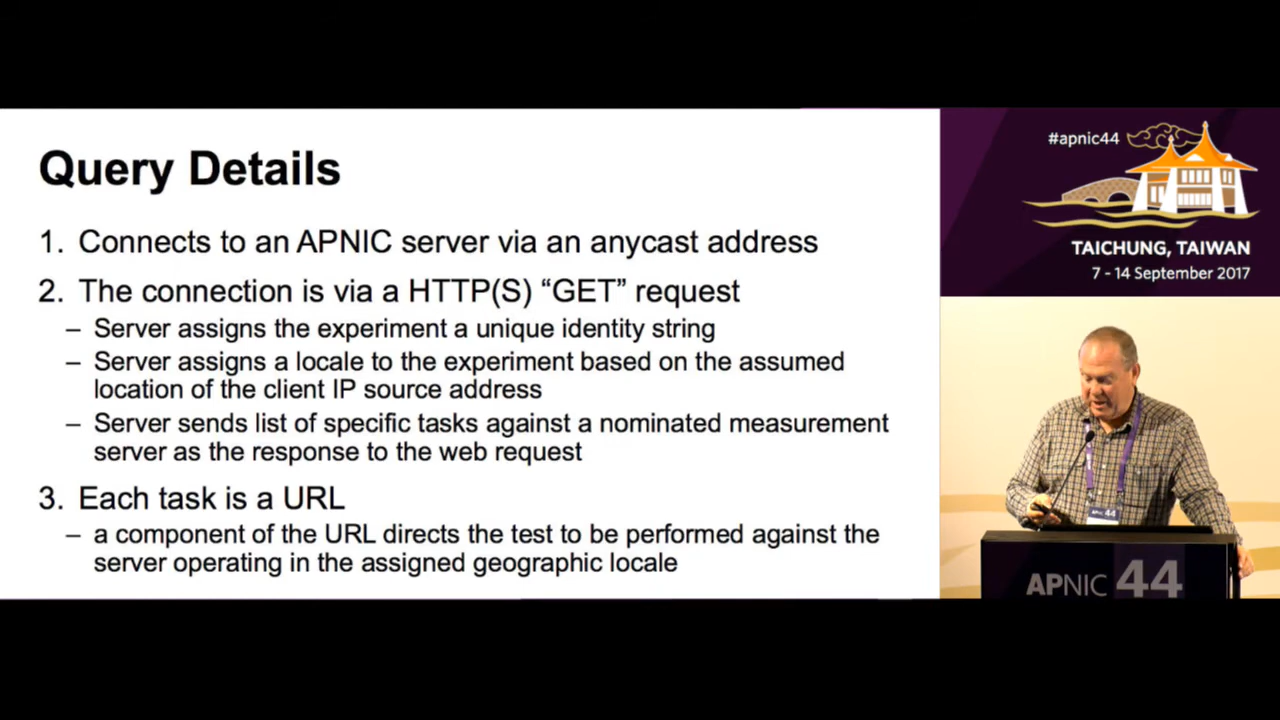 Query Details
1. Connects to an APNIC server via an anycast address
2. The connection is via a HTTP(S) “GET” request
– Server assigns the experiment a unique identity string
– Server assigns a locale to the experiment based on the assumed
location of the client IP source address
– Server sends list of specific tasks against a nominated measurement
server as the response to the web request
3. Each task is a URL
– a component of the URL directs the test to be performed against the
server operating in the assigned geographic locale
#apnic44
TAICHUNG, TAIWAN
7 - 14 September 2017
APNIC 44
APNIC 44